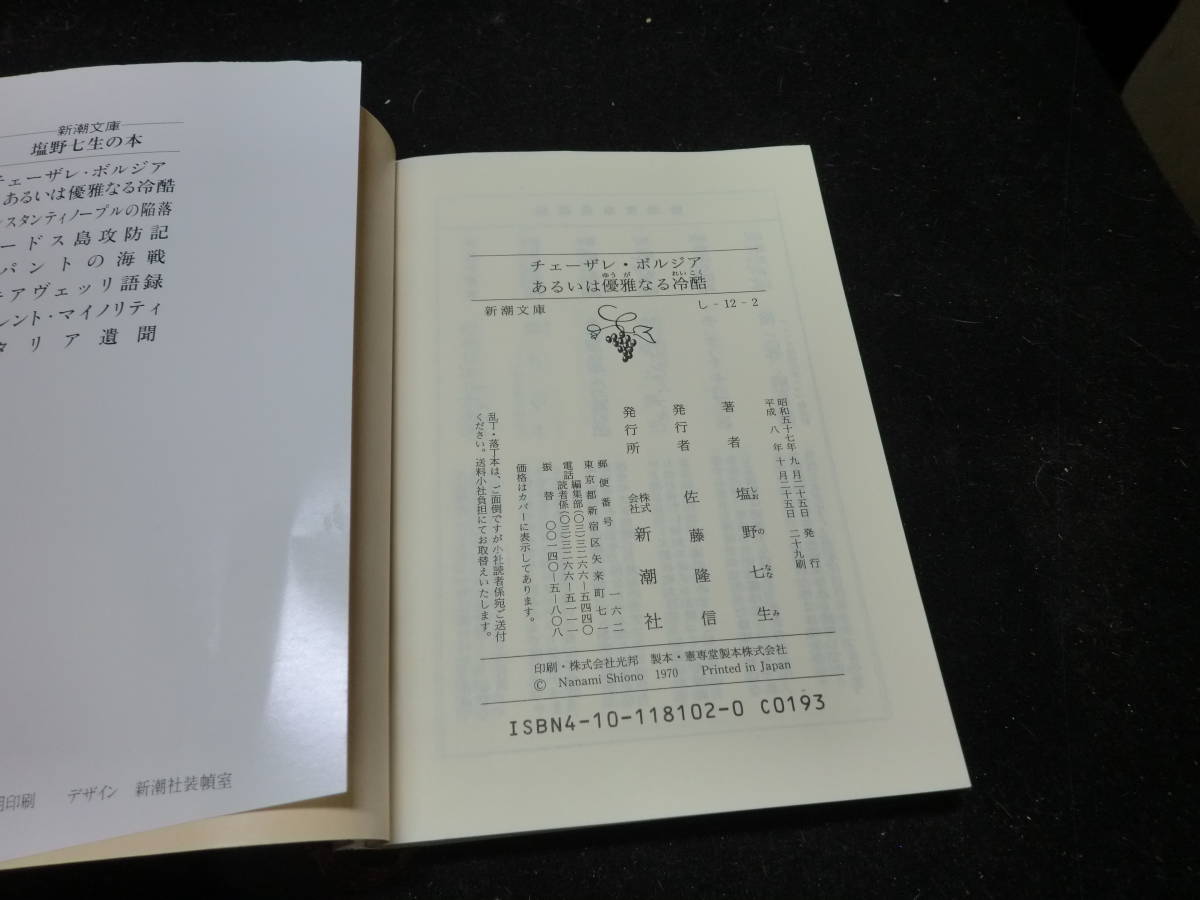 新潮文庫
塩野七生の本
チェーザレ・ボルジア
あるいは優雅なる冷酷
スタンティノープルの陥落
ードス島攻防記
パントの海戦
キアヴェッリ語録
レント・マイノリティ
タリア遺聞
印刷 デザイン 新潮社装幀室
チェーザレ・ボルジア
あるいは優雅なる冷酷
ゆうが れいこく
新潮文庫 し-12-2
昭和五十七年九月二十五日 発行
平成八年十月二十五日 二十九刷
著者 塩野七生
しおのななみ
発行者 佐藤隆信
発行所 株式会社 新潮社
郵便番号 一六二
東京都新宿区矢来町七一
電話 編集部(〇三)三二六六-五四四〇
読者係(〇三)三二六六-五一一一
振替 〇〇一四〇-五-八〇八
価格はカバーに表示してあります。
乱丁・落丁本は、ご面倒ですが小社読者係宛ご送付
ください。送料小社負担にてお取替えいたします。
印刷・株式会社光邦 製本・憲専堂製本株式会社
© Nanami Shiono 1970 Printed in Japan
ISBN4-10-118102-0 C0193